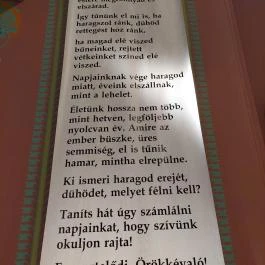 elszárad.
Így tűnünk el mi is, ha
haragszol ránk, dühöd
rettegést hoz ránk,
ha magad elé viszed
bűneinket, rejtett
vétkeinket színed elé
viszed.
Napjainknak vége haragod
miatt, éveink elszállnak,
mint a lehelet.
Életünk hossza nem több,
mint hetven, legföljebb
nyolcvan év. Amire az
ember büszke, üres
semmiség, el is tűnik
hamar, mintha elrepülne.
Ki ismeri haragod erejét,
dühödet, melyet félni kell?
Taníts hát úgy számlálni
napjainkat, hogy szívünk
okuljon rajta!
Örökkévaló!